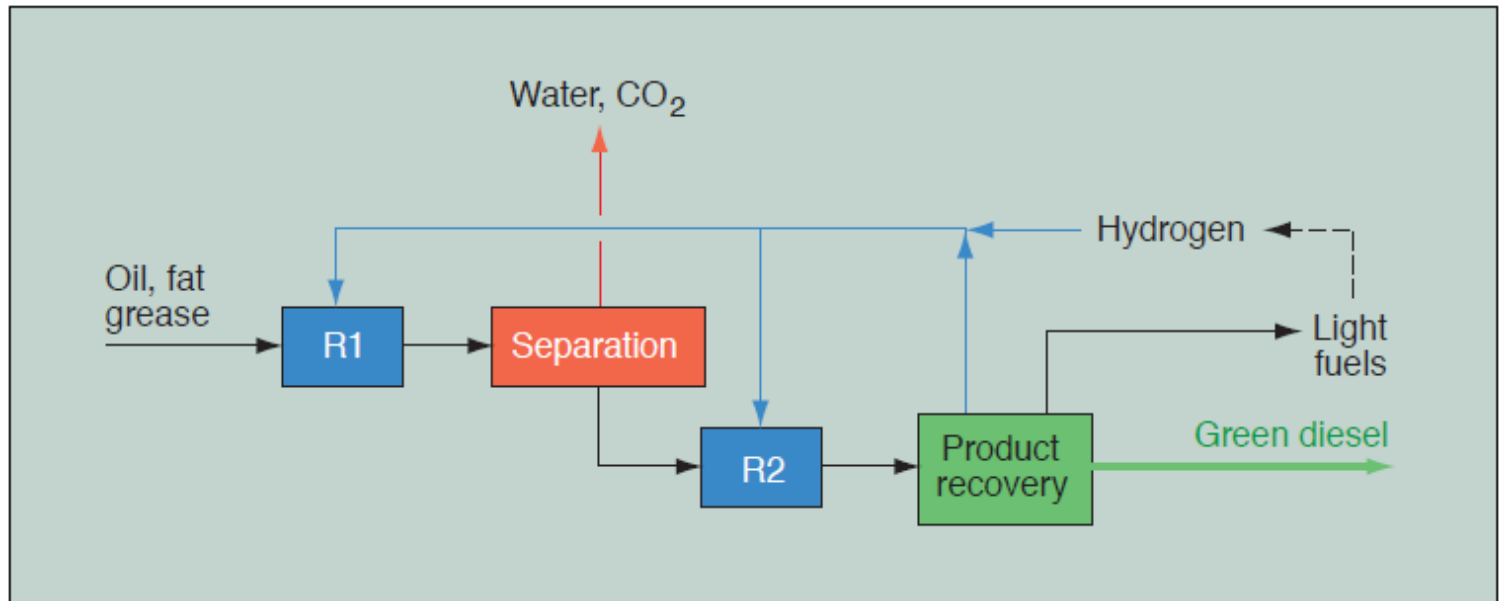 Water, CO₂
Hydrogen
Oil, fat
grease
R1
Separation
Light
fuels
R2
Product
recovery
Green diesel